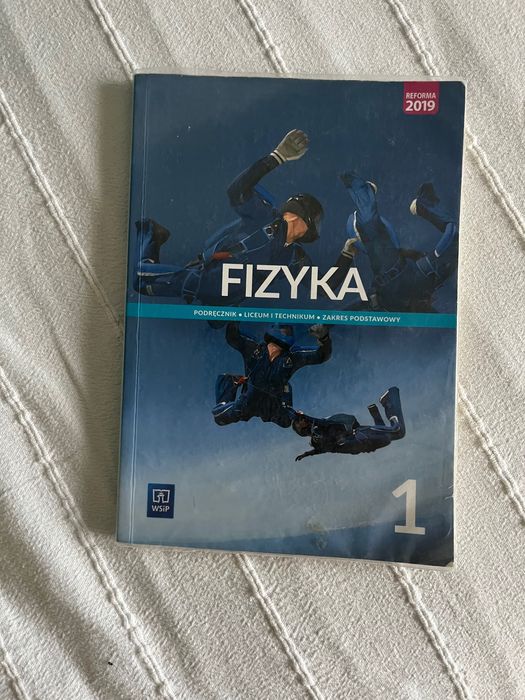 REFORMA
2019
FIZYKA
PODRĘCZNIK • LICEUM I TECHNIKUM • ZAKRES PODSTAWOWY
WSiP
1